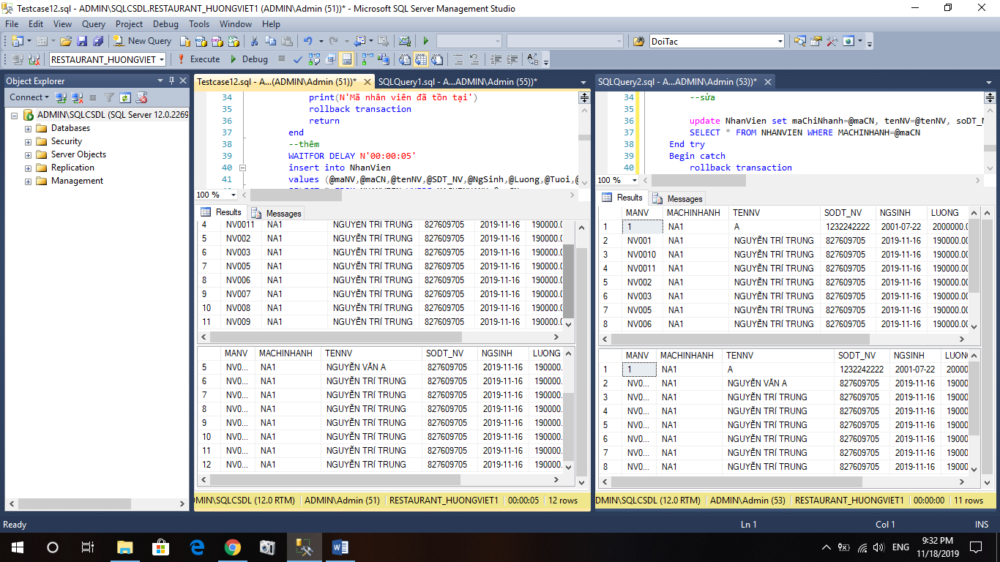 Testcase12.sql - ADMIN\SQLCSDL.RESTAURANT_HUONGVIET1 (ADMIN\Admin (51))* - Microsoft SQL Server Management Studio
File Edit View Query Project Debug Tools Window Help
New Query DoiTac
RESTAURANT_HUONGVIET Execute Debug
Object Explorer
Connect
ADMIN\SQLCSDL (SQL Server 12.0.2269
Databases
Security
Server Objects
Replication
Management
Testcase12.sql - A...(ADMIN\Admin (51))* SQLQuery1.sql - A...ADMIN\Admin (55))*
34 print(N'Mã nhân viên đã tồn tại')
35 rollback transaction
36 return
37 end
38 --thêm
39 WAITFOR DELAY N'00:00:05'
40 insert into NhanVien
41 values (@maNV,@maCN,@tenNV,@SDT_NV,@NgSinh,@Luong,@Tuoi,@
100 %
Results Messages
4 NV0011 NA1 NGUYỄN TRÍ TRUNG 827609705 2019-11-16 190000.0
5 NV002 NA1 NGUYỄN TRÍ TRUNG 827609705 2019-11-16 190000.0
6 NV003 NA1 NGUYỄN TRÍ TRUNG 827609705 2019-11-16 190000.0
7 NV005 NA1 NGUYỄN TRÍ TRUNG 827609705 2019-11-16 190000.0
8 NV006 NA1 NGUYỄN TRÍ TRUNG 827609705 2019-11-16 190000.0
9 NV007 NA1 NGUYỄN TRÍ TRUNG 827609705 2019-11-16 190000.0
10 NV008 NA1 NGUYỄN TRÍ TRUNG 827609705 2019-11-16 190000.0
11 NV009 NA1 NGUYỄN TRÍ TRUNG 827609705 2019-11-16 190000.0
MANV MACHINHANH TENNV SODT_NV NGSINH LUONG
5 NV0... NA1 NGUYỄN VĂN A 827609705 2019-11-16 190000.
6 NV0... NA1 NGUYỄN TRÍ TRUNG 827609705 2019-11-16 190000.
7 NV0... NA1 NGUYỄN TRÍ TRUNG 827609705 2019-11-16 190000.
8 NV0... NA1 NGUYỄN TRÍ TRUNG 827609705 2019-11-16 190000.
9 NV0... NA1 NGUYỄN TRÍ TRUNG 827609705 2019-11-16 190000.
10 NV0... NA1 NGUYỄN TRÍ TRUNG 827609705 2019-11-16 190000.
11 NV0... NA1 NGUYỄN TRÍ TRUNG 827609705 2019-11-16 190000.
12 NV0... NA1 NGUYỄN TRÍ TRUNG 827609705 2019-11-16 190000.
DMIN\SQLCSDL (12.0 RTM) ADMIN\Admin (51) RESTAURANT_HUONGVIET1 00:00:05 12 rows
SQLQuery2.sql - A...ADMIN\Admin (53))*
34 --sửa
35
36 update NhanVien set maChiNhanh=@maCN, tenNV=@tenNV, soDT_N
37 SELECT * FROM NHANVIEN WHERE MACHINHANH=@maCN
38 End try
39 Begin catch
40 rollback transaction
100 %
Results Messages
MANV MACHINHANH TENNV SODT_NV NGSINH LUONG
1 1 NA1 A 1232242222 2001-07-22 2000000.0
2 NV001 NA1 NGUYỄN TRÍ TRUNG 827609705 2019-11-16 190000.00
3 NV0010 NA1 NGUYỄN TRÍ TRUNG 827609705 2019-11-16 190000.00
4 NV0011 NA1 NGUYỄN TRÍ TRUNG 827609705 2019-11-16 190000.00
5 NV002 NA1 NGUYỄN TRÍ TRUNG 827609705 2019-11-16 190000.00
6 NV003 NA1 NGUYỄN TRÍ TRUNG 827609705 2019-11-16 190000.00
7 NV005 NA1 NGUYỄN TRÍ TRUNG 827609705 2019-11-16 190000.00
8 NV006 NA1 NGUYỄN TRÍ TRUNG 827609705 2019-11-16 190000.00
MANV MACHINHANH TENNV SODT_NV NGSINH LUONG
1 1 NA1 A 1232242222 2001-07-22 20000
2 NV0... NA1 NGUYỄN VĂN A 827609705 2019-11-16 19000
3 NV0... NA1 NGUYỄN TRÍ TRUNG 827609705 2019-11-16 19000
4 NV0... NA1 NGUYỄN TRÍ TRUNG 827609705 2019-11-16 19000
5 NV0... NA1 NGUYỄN TRÍ TRUNG 827609705 2019-11-16 19000
6 NV0... NA1 NGUYỄN TRÍ TRUNG 827609705 2019-11-16 19000
7 NV0... NA1 NGUYỄN TRÍ TRUNG 827609705 2019-11-16 19000
8 NV0... NA1 NGUYỄN TRÍ TRUNG 827609705 2019-11-16 19000
DMIN\SQLCSDL (12.0 RTM) ADMIN\Admin (53) RESTAURANT_HUONGVIET1 00:00:00 11 rows
Ready Ln 1 Col 1 INS
ENG 9:32 PM
11/18/2019